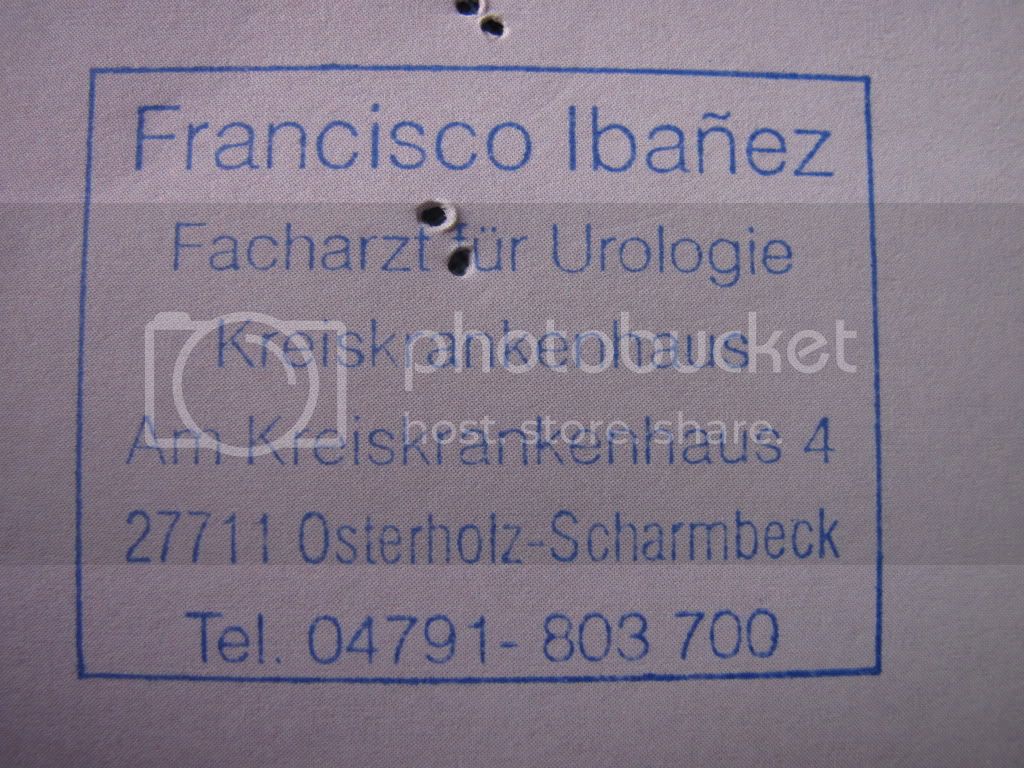 Francisco Ibañez
Facharzt für Urologie
Kreiskrankenhaus
Am Kreiskrankenhaus 4
27711 Osterholz-Scharmbeck
Tel. 04791- 803 700
photobucket
host. store. share.